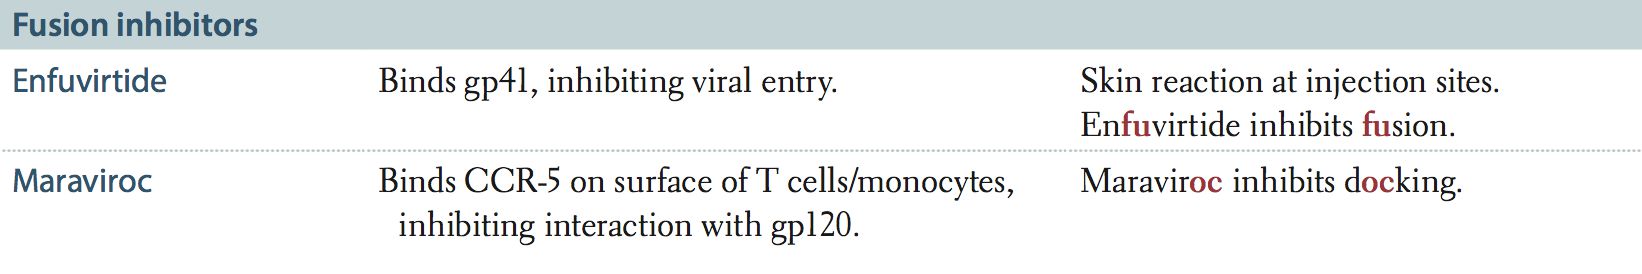 Fusion inhibitors
Enfuvirtide
Binds gp41, inhibiting viral entry.
Skin reaction at injection sites.
Enfuvirtide inhibits fusion.
Maraviroc
Binds CCR-5 on surface of T cells/monocytes,
inhibiting interaction with gp120.
Maraviroc inhibits docking.